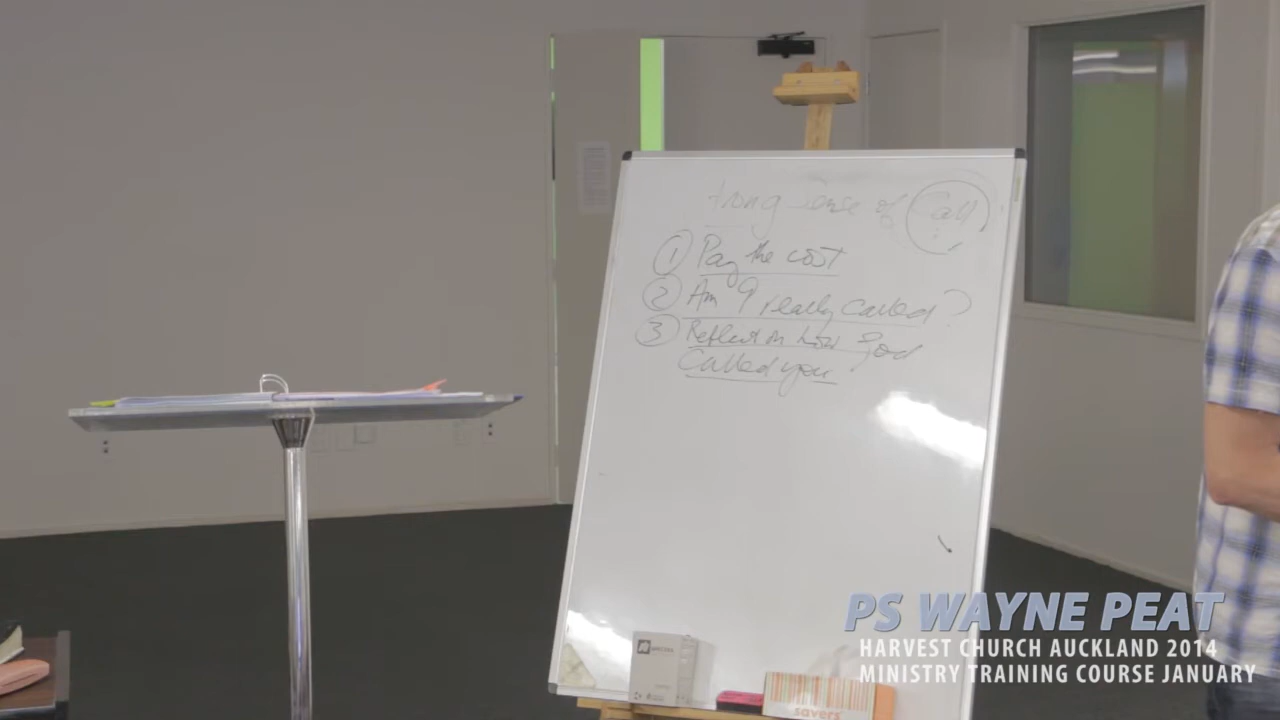 trong Sense of Call
① Pay the cost
② Am I really called?
③ Reflect on how God
Called you
savers
PS WAYNE PEAT
HARVEST CHURCH AUCKLAND 2014
MINISTRY TRAINING COURSE JANUARY